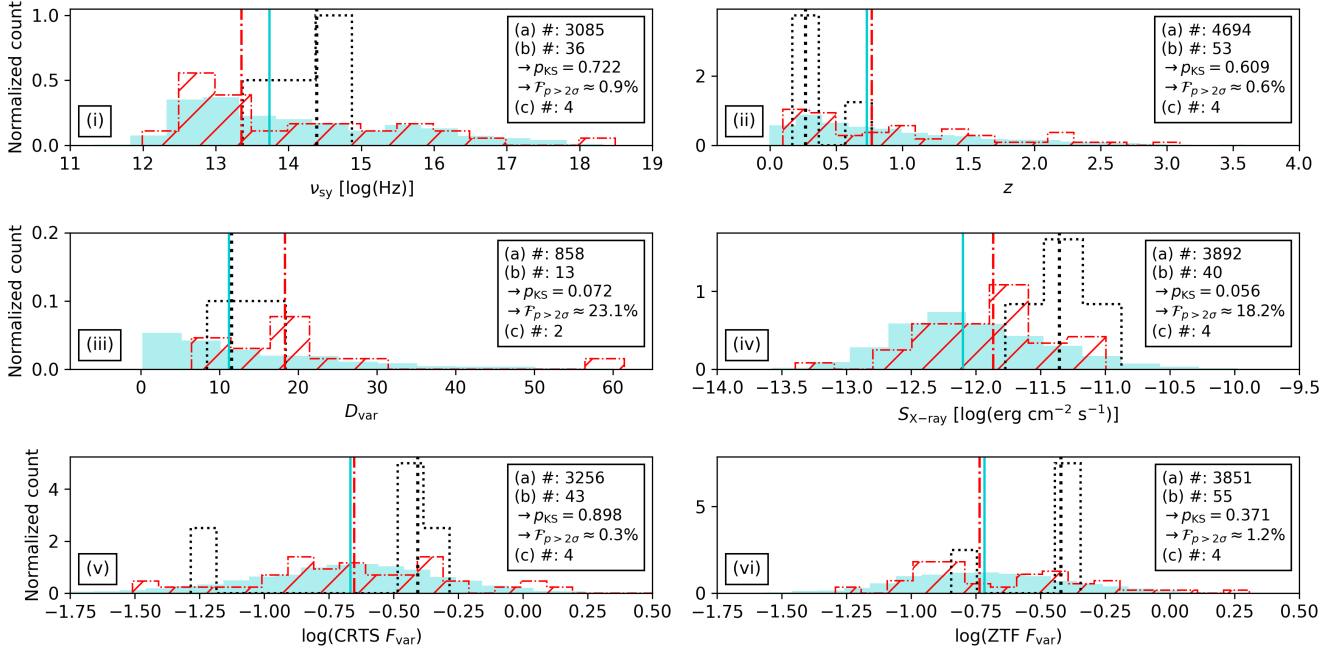 Normalized count
1.0
0.5
0.0
(i)
(a) #: 3085
(b) #: 36
→ p_KS = 0.722
→ ℱ_p>2σ ≈ 0.9%
(c) #: 4
11 12 13 14 15 16 17 18 19
ν_sy [log(Hz)]
4
2
0
(ii)
(a) #: 4694
(b) #: 53
→ p_KS = 0.609
→ ℱ_p>2σ ≈ 0.6%
(c) #: 4
0.0 0.5 1.0 1.5 2.0 2.5 3.0 3.5 4.0
z
Normalized count
0.2
0.1
0.0
(iii)
(a) #: 858
(b) #: 13
→ p_KS = 0.072
→ ℱ_p>2σ ≈ 23.1%
(c) #: 2
0 10 20 30 40 50 60
D_var
1
0
(iv)
(a) #: 3892
(b) #: 40
→ p_KS = 0.056
→ ℱ_p>2σ ≈ 18.2%
(c) #: 4
−14.0 −13.5 −13.0 −12.5 −12.0 −11.5 −11.0 −10.5 −10.0 −9.5
S_X−ray [log(erg cm⁻² s⁻¹)]
Normalized count
4
2
0
(v)
(a) #: 3256
(b) #: 43
→ p_KS = 0.898
→ ℱ_p>2σ ≈ 0.3%
(c) #: 4
−1.75 −1.50 −1.25 −1.00 −0.75 −0.50 −0.25 0.00 0.25 0.50
log(CRTS F_var)
5
0
(vi)
(a) #: 3851
(b) #: 55
→ p_KS = 0.371
→ ℱ_p>2σ ≈ 1.2%
(c) #: 4
−1.75 −1.50 −1.25 −1.00 −0.75 −0.50 −0.25 0.00 0.25 0.50
log(ZTF F_var)